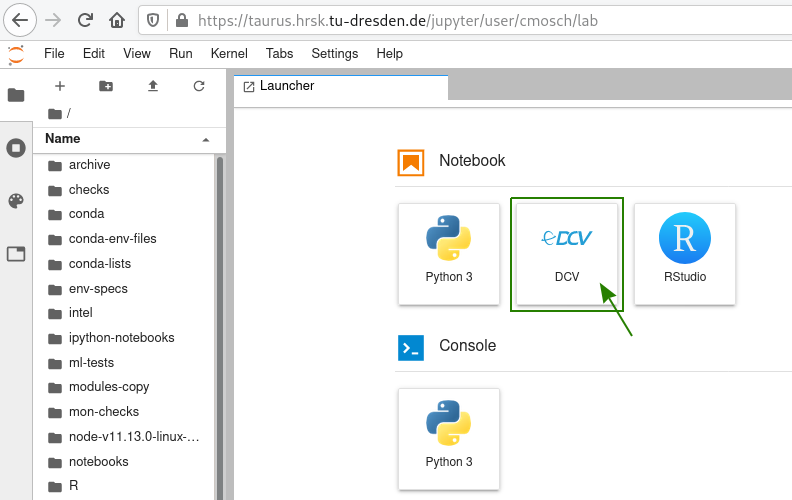 https://taurus.hrsk.tu-dresden.de/jupyter/user/cmosch/lab
File Edit View Run Kernel Tabs Settings Help
Launcher
/
Name
archive
checks
conda
conda-env-files
conda-lists
env-specs
intel
ipython-notebooks
ml-tests
modules-copy
mon-checks
node-v11.13.0-linux-...
notebooks
R
Notebook
DCV
R
Python 3 DCV RStudio
Console
Python 3